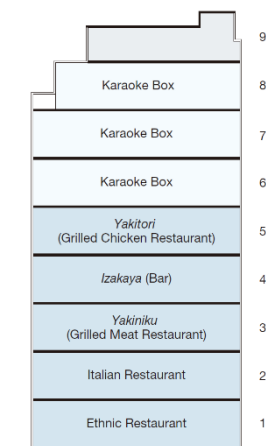 9
Karaoke Box 8
Karaoke Box 7
Karaoke Box 6
Yakitori
(Grilled Chicken Restaurant) 5
Izakaya (Bar) 4
Yakiniku
(Grilled Meat Restaurant) 3
Italian Restaurant 2
Ethnic Restaurant 1